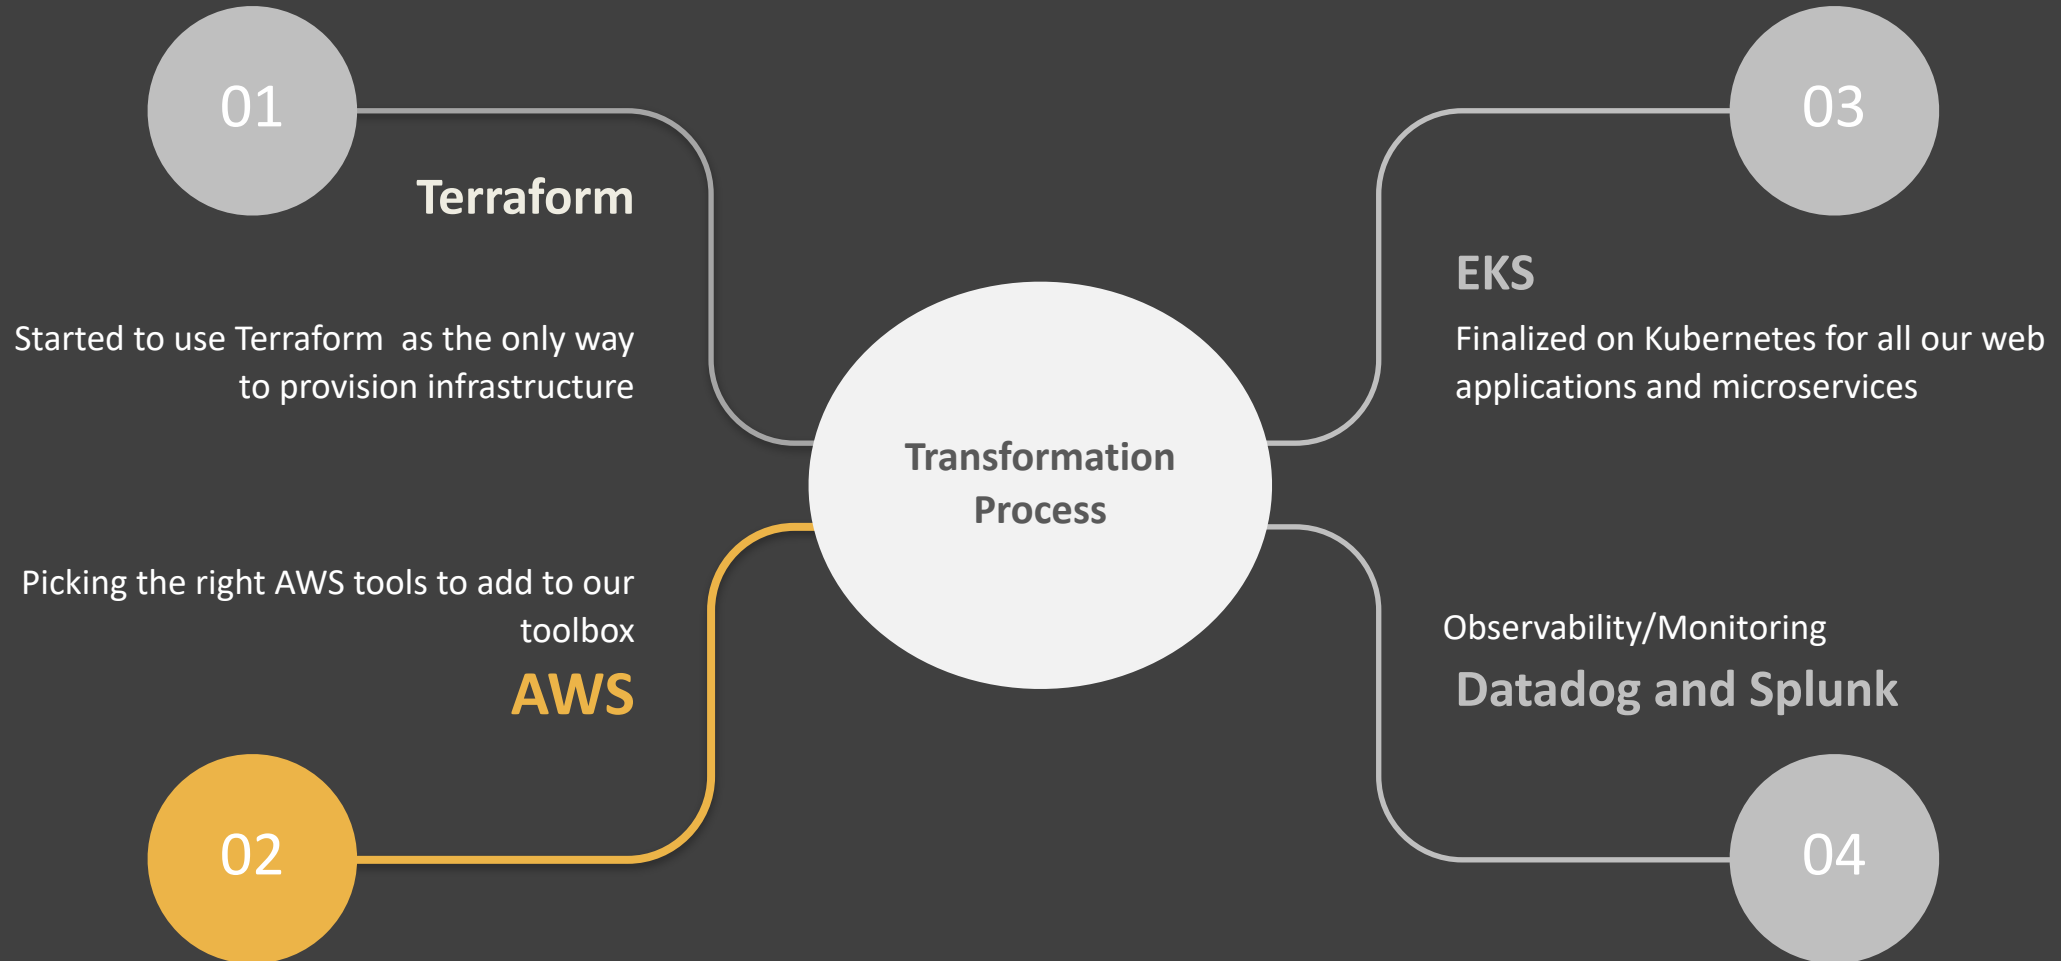 01
Terraform
Started to use Terraform  as the only way
to provision infrastructure
Picking the right AWS tools to add to our
toolbox
AWS
02
Transformation
Process
03
EKS
Finalized on Kubernetes for all our web
applications and microservices
Observability/Monitoring
Datadog and Splunk
04